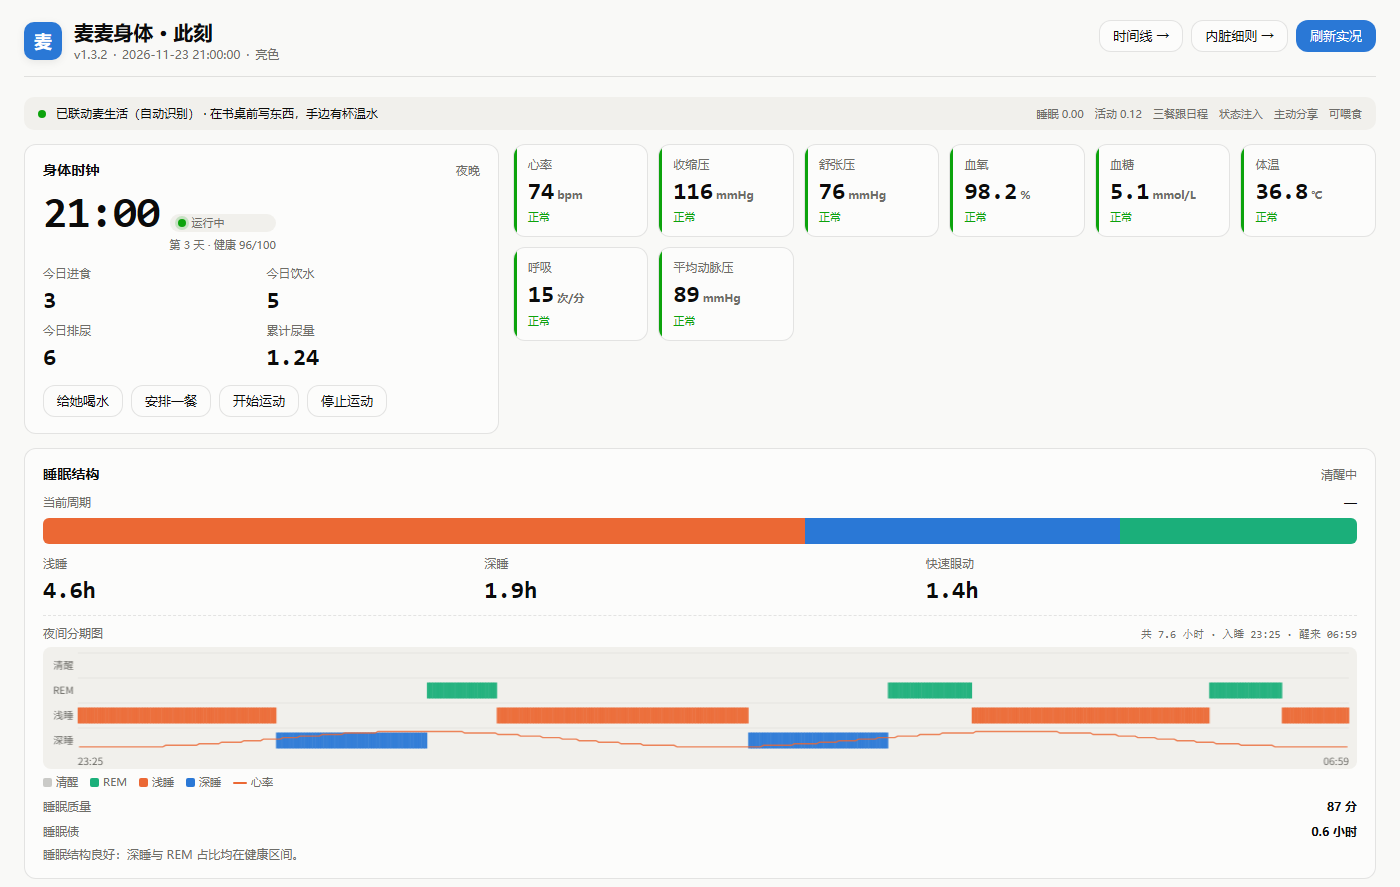 麦
麦麦身体 · 此刻
v1.3.2 · 2026-11-23 21:00:00 · 亮色
时间线 →
内脏细则 →
刷新实况
已联动麦生活（自动识别） · 在书桌前写东西，手边有杯温水
睡眠 0.00 活动 0.12 三餐跟日程 状态注入 主动分享 可喂食
身体时钟
夜晚
21:00
运行中
第 3 天 · 健康 96/100
今日进食
3
今日饮水
5
今日排尿
6
累计尿量
1.24
给她喝水
安排一餐
开始运动
停止运动
心率
74 bpm
正常
收缩压
116 mmHg
正常
舒张压
76 mmHg
正常
血氧
98.2 %
正常
血糖
5.1 mmol/L
正常
体温
36.8 ℃
正常
呼吸
15 次/分
正常
平均动脉压
89 mmHg
正常
睡眠结构
清醒中
当前周期
—
浅睡
4.6h
深睡
1.9h
快速眼动
1.4h
夜间分期图
共 7.6 小时 · 入睡 23:25 · 醒来 06:59
清醒
REM
浅睡
深睡
23:25
06:59
清醒 REM 浅睡 深睡 心率
睡眠质量
87 分
睡眠债
0.6 小时
睡眠结构良好：深睡与 REM 占比均在健康区间。